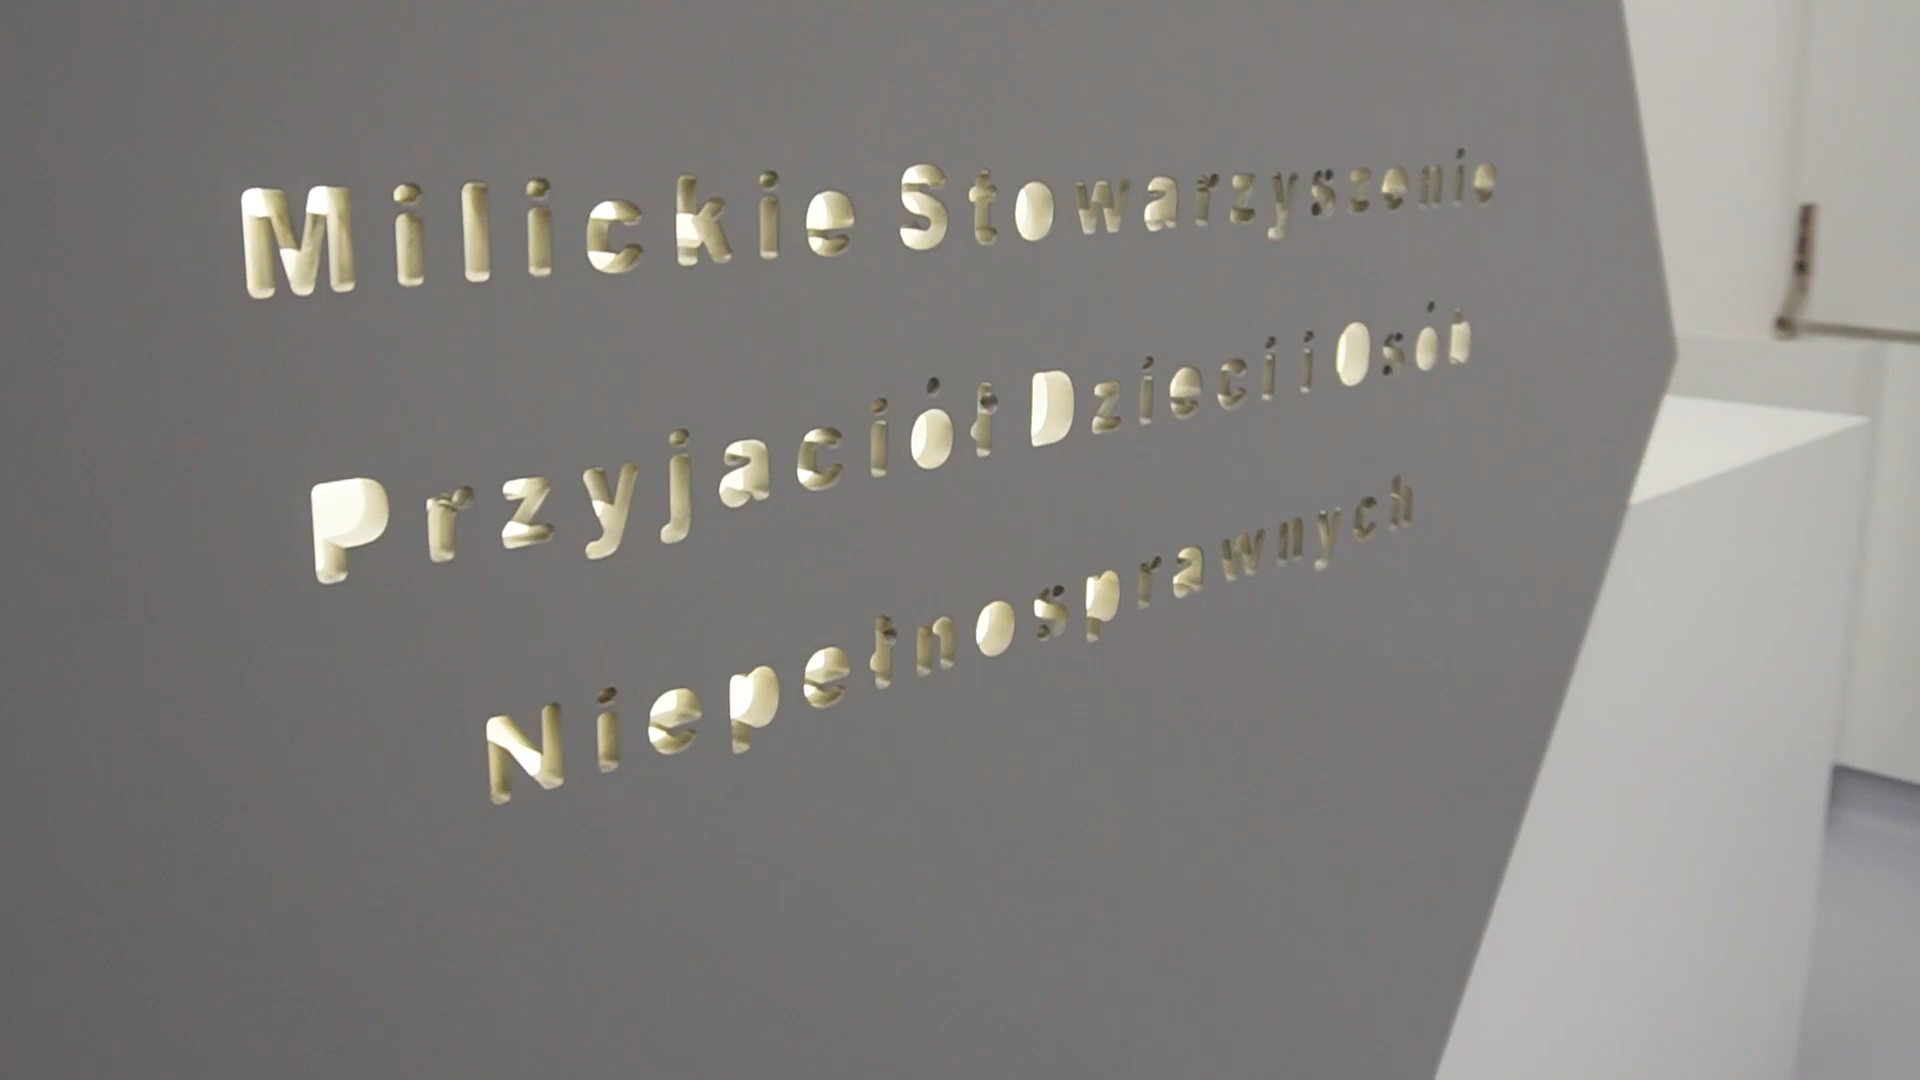 Milickie Stowarzyszenie
Przyjaciół Dzieci i Osób
Niepełnosprawnych